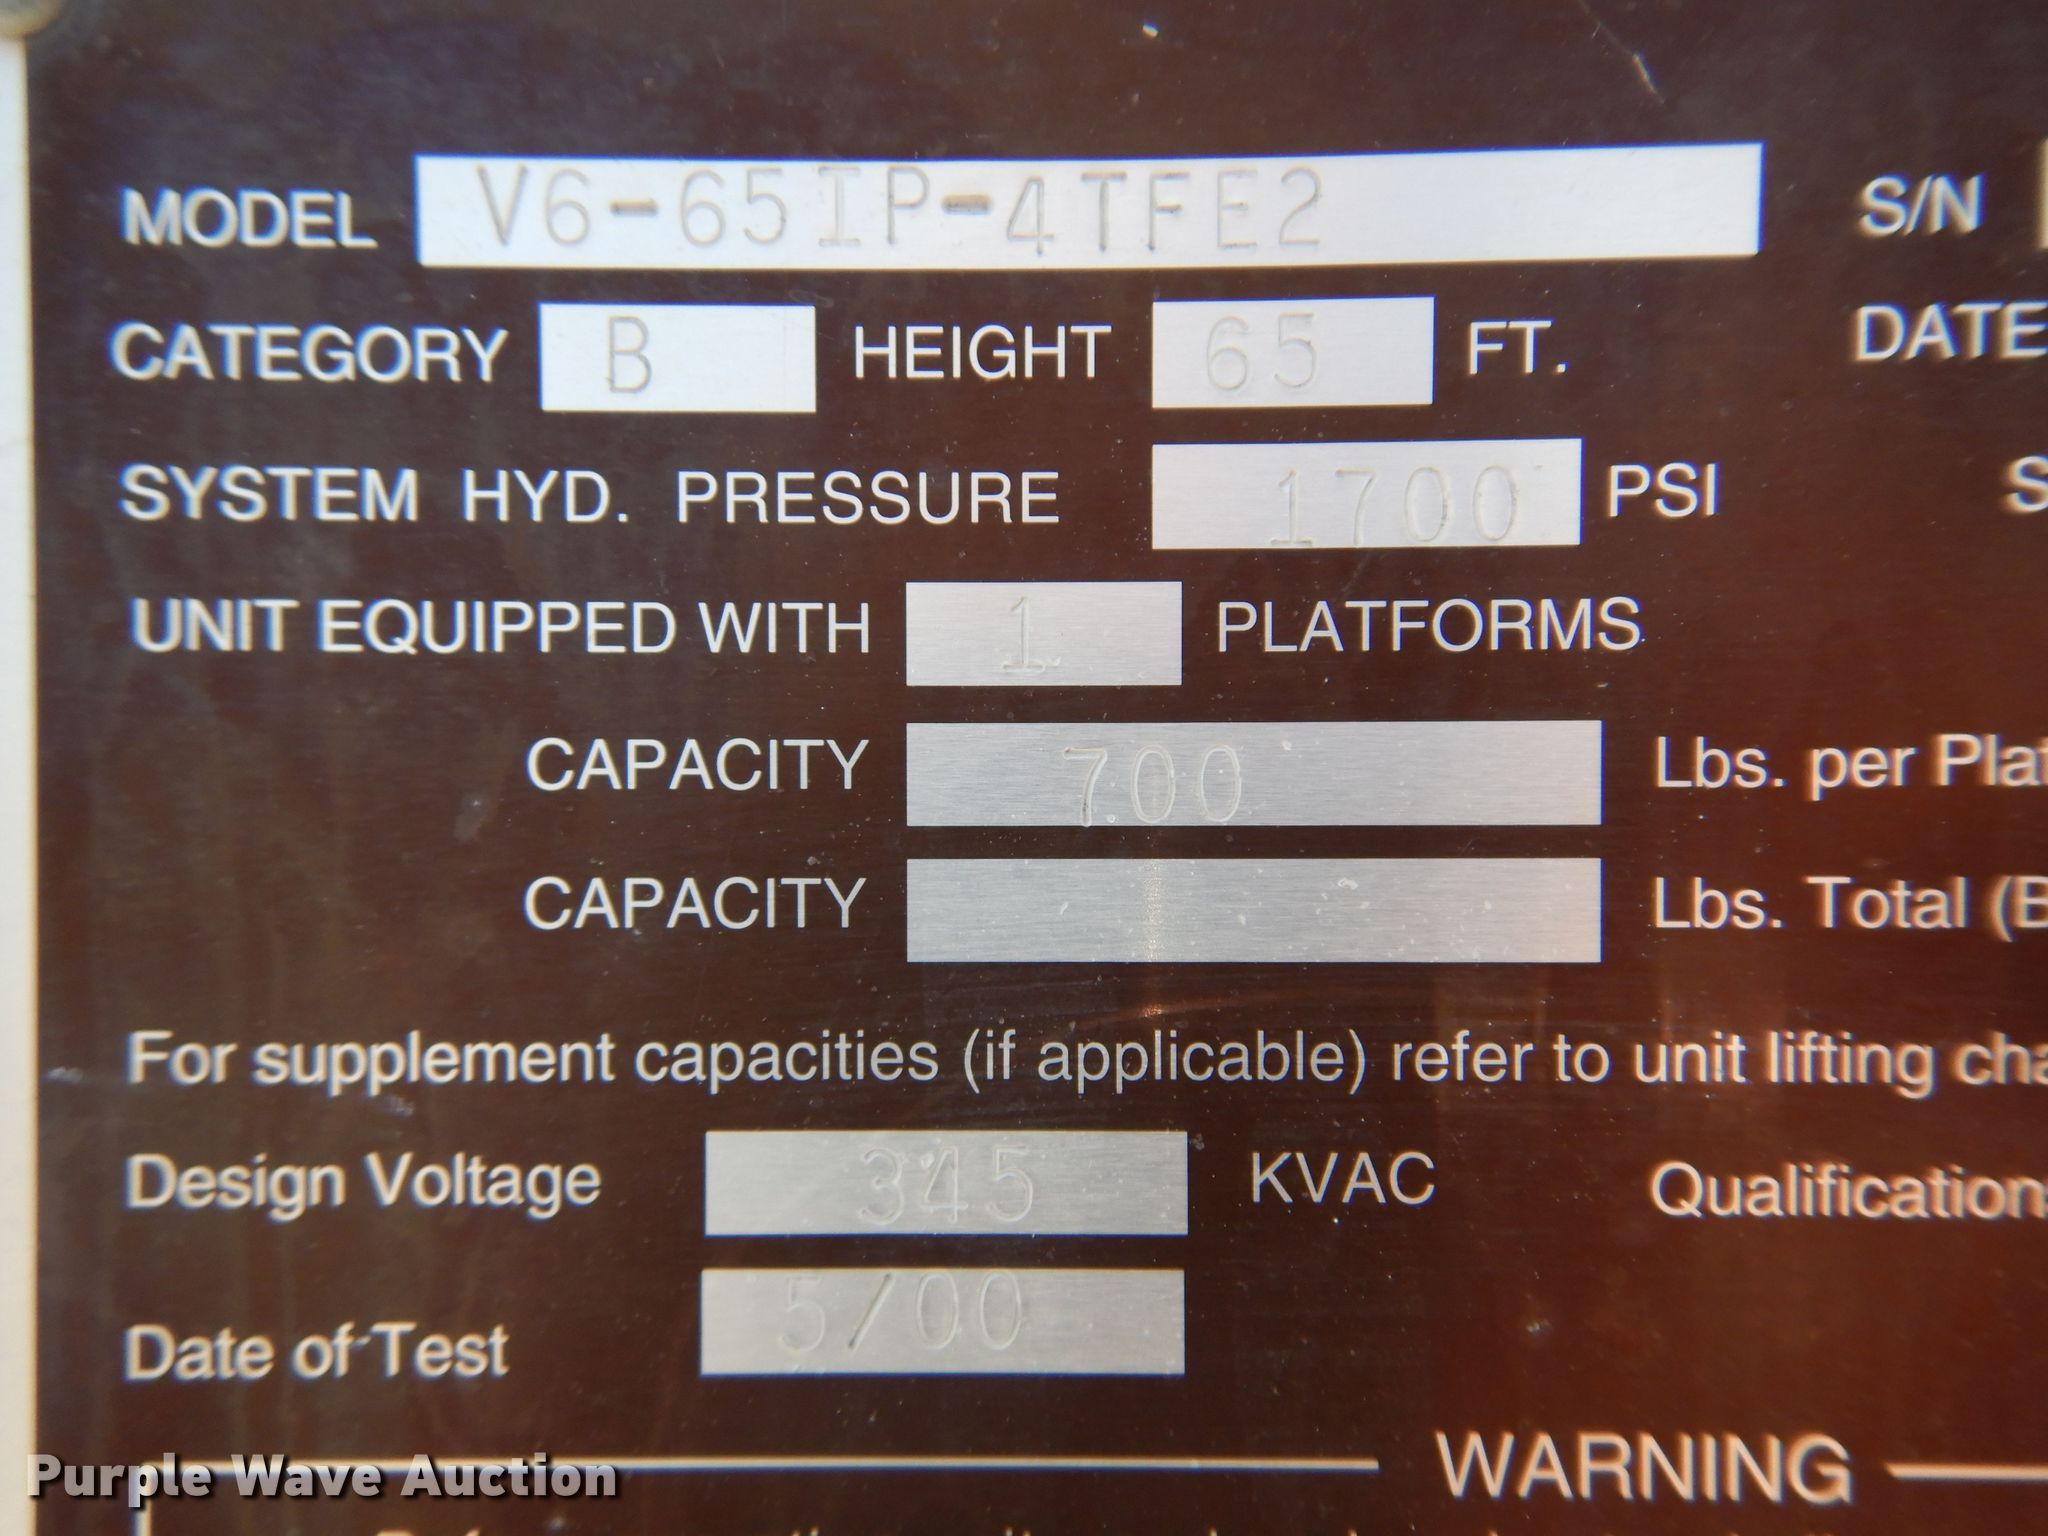 MODEL V6-65IP-4TFE2 S/N
CATEGORY B HEIGHT 65 FT. DATE
SYSTEM HYD. PRESSURE 1700 PSI S
UNIT EQUIPPED WITH 1 PLATFORMS
CAPACITY 700 Lbs. per Plat
CAPACITY Lbs. Total (B
For supplement capacities (if applicable) refer to unit lifting cha
Design Voltage 345 KVAC Qualification
Date of Test 5/00
WARNING
Purple Wave Auction